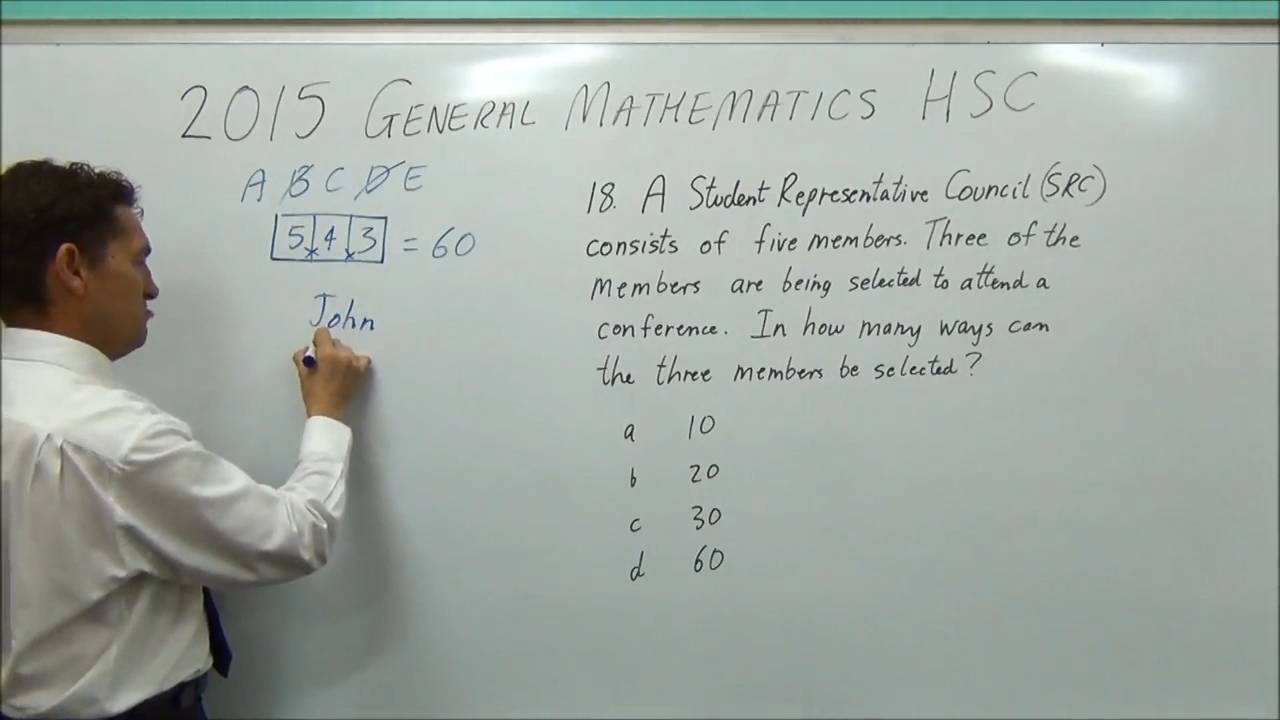 2015 GENERAL MATHEMATICS HSC
A B C D E
5 × 4 × 3 = 60
John
18. A Student Representative Council (SRC)
consists of five members. Three of the
members are being selected to attend a
conference. In how many ways can
the three members be selected?
a 10
b 20
c 30
d 60